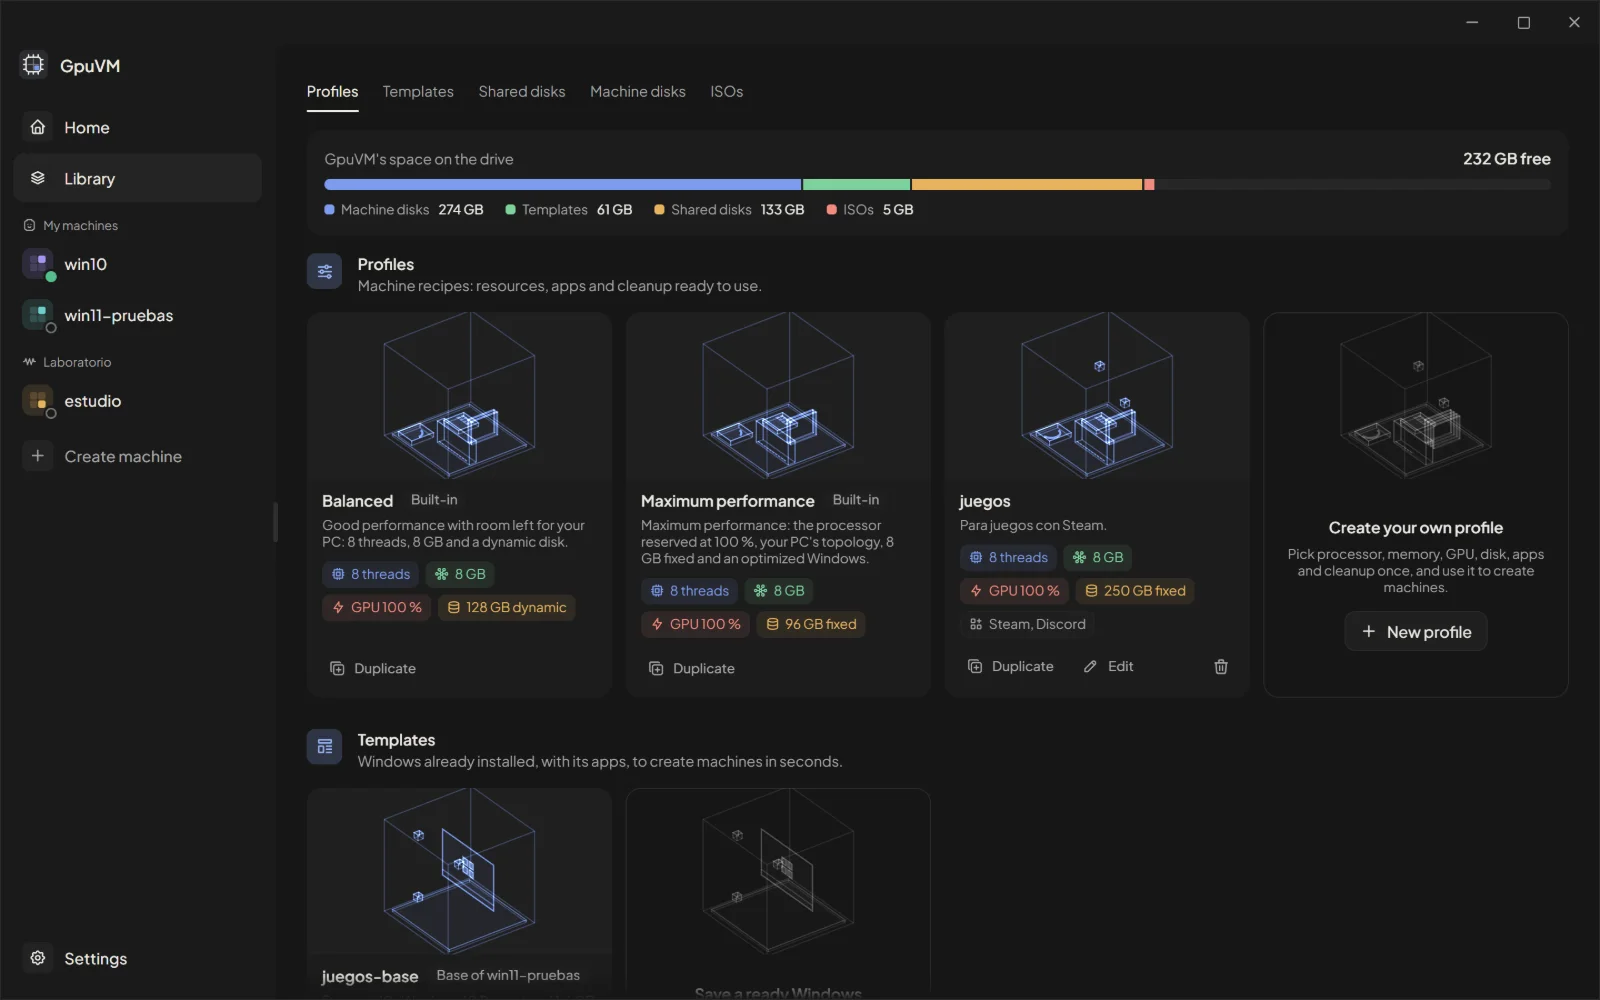 GpuVM
Home
Library
My machines
win10
win11-pruebas
Laboratorio
estudio
Create machine
Settings
Profiles Templates Shared disks Machine disks ISOs
GpuVM's space on the drive 232 GB free
Machine disks 274 GB Templates 61 GB Shared disks 133 GB ISOs 5 GB
Profiles
Machine recipes: resources, apps and cleanup ready to use.
Balanced Built-in
Good performance with room left for your
PC: 8 threads, 8 GB and a dynamic disk.
8 threads 8 GB
GPU 100 % 128 GB dynamic
Duplicate
Maximum performance Built-in
Maximum performance: the processor
reserved at 100 %, your PC's topology, 8
GB fixed and an optimized Windows.
8 threads 8 GB
GPU 100 % 96 GB fixed
Duplicate
juegos
Para juegos con Steam.
8 threads 8 GB
GPU 100 % 250 GB fixed
Steam, Discord
Duplicate Edit
Create your own profile
Pick processor, memory, GPU, disk, apps
and cleanup once, and use it to create
machines.
New profile
Templates
Windows already installed, with its apps, to create machines in seconds.
juegos-base Base of win11-pruebas
Save a ready Windows